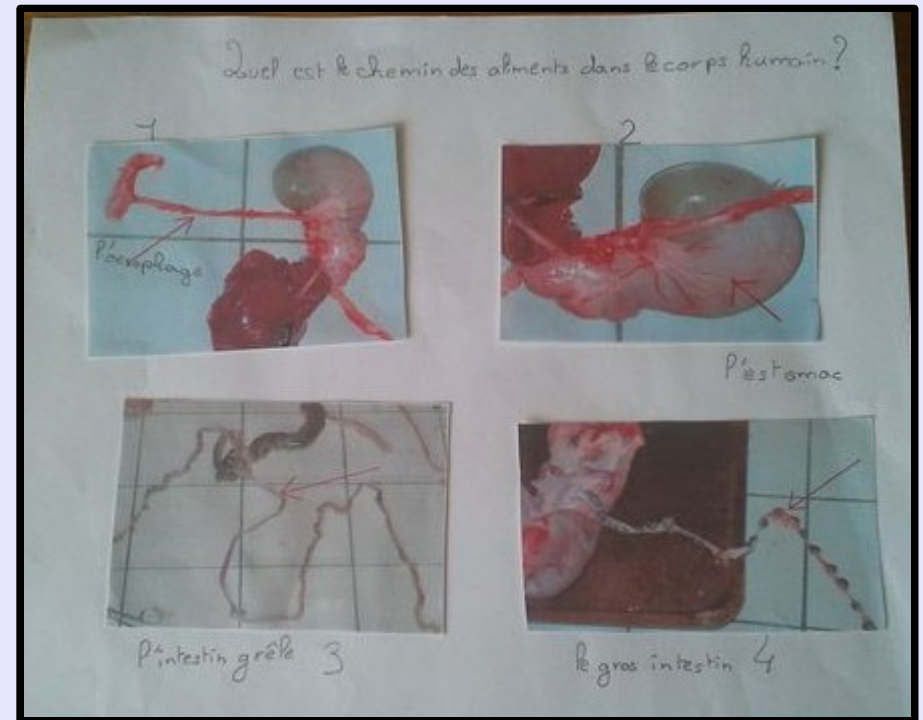 Quel est le chemin des aliments dans le corps humain ?
1
2
l'œsophage
l'estomac
l'intestin grêle 3
le gros intestin 4